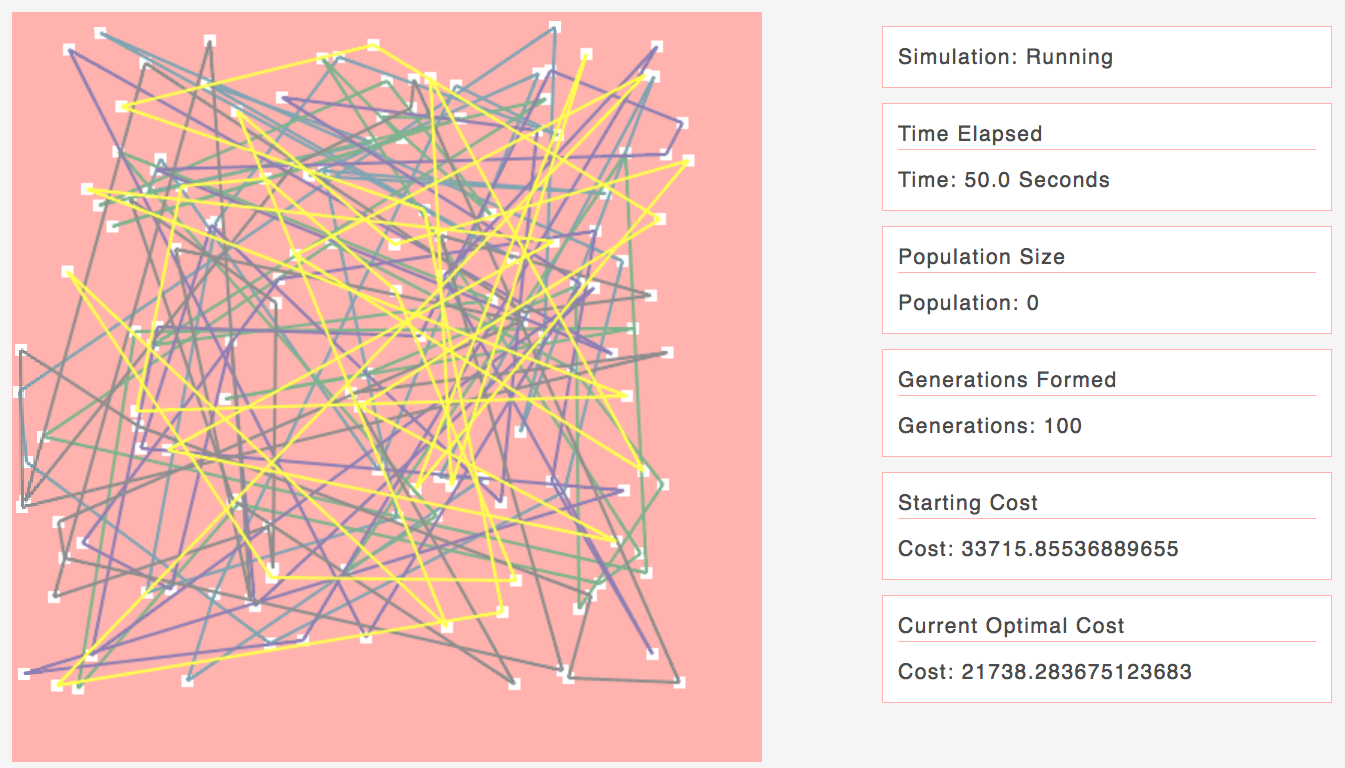 Simulation: Running
Time Elapsed
Time: 50.0 Seconds
Population Size
Population: 0
Generations Formed
Generations: 100
Starting Cost
Cost: 33715.85536889655
Current Optimal Cost
Cost: 21738.283675123683